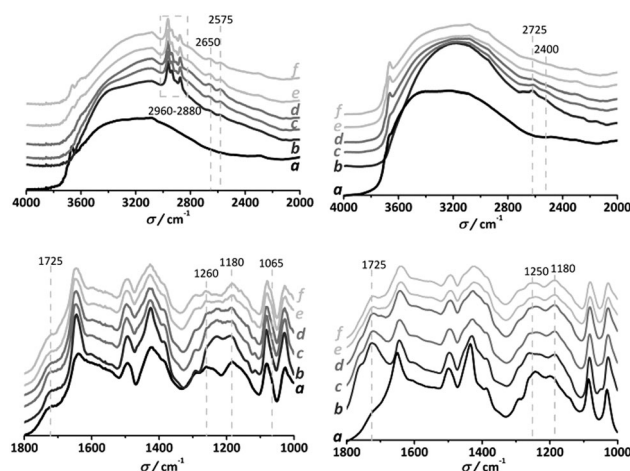 2575
2650
2960-2880
f
e
d
c
b
a
4000 3600 3200 2800 2400 2000
σ / cm⁻¹
2725
2400
f
e
d
c
b
a
4000 3600 3200 2800 2400 2000
σ / cm⁻¹
1725 1260 1180 1065
f
e
d
c
b
a
1800 1600 1400 1200 1000
σ / cm⁻¹
1725 1250 1180
f
e
d
c
b
a
1800 1600 1400 1200 1000
σ / cm⁻¹